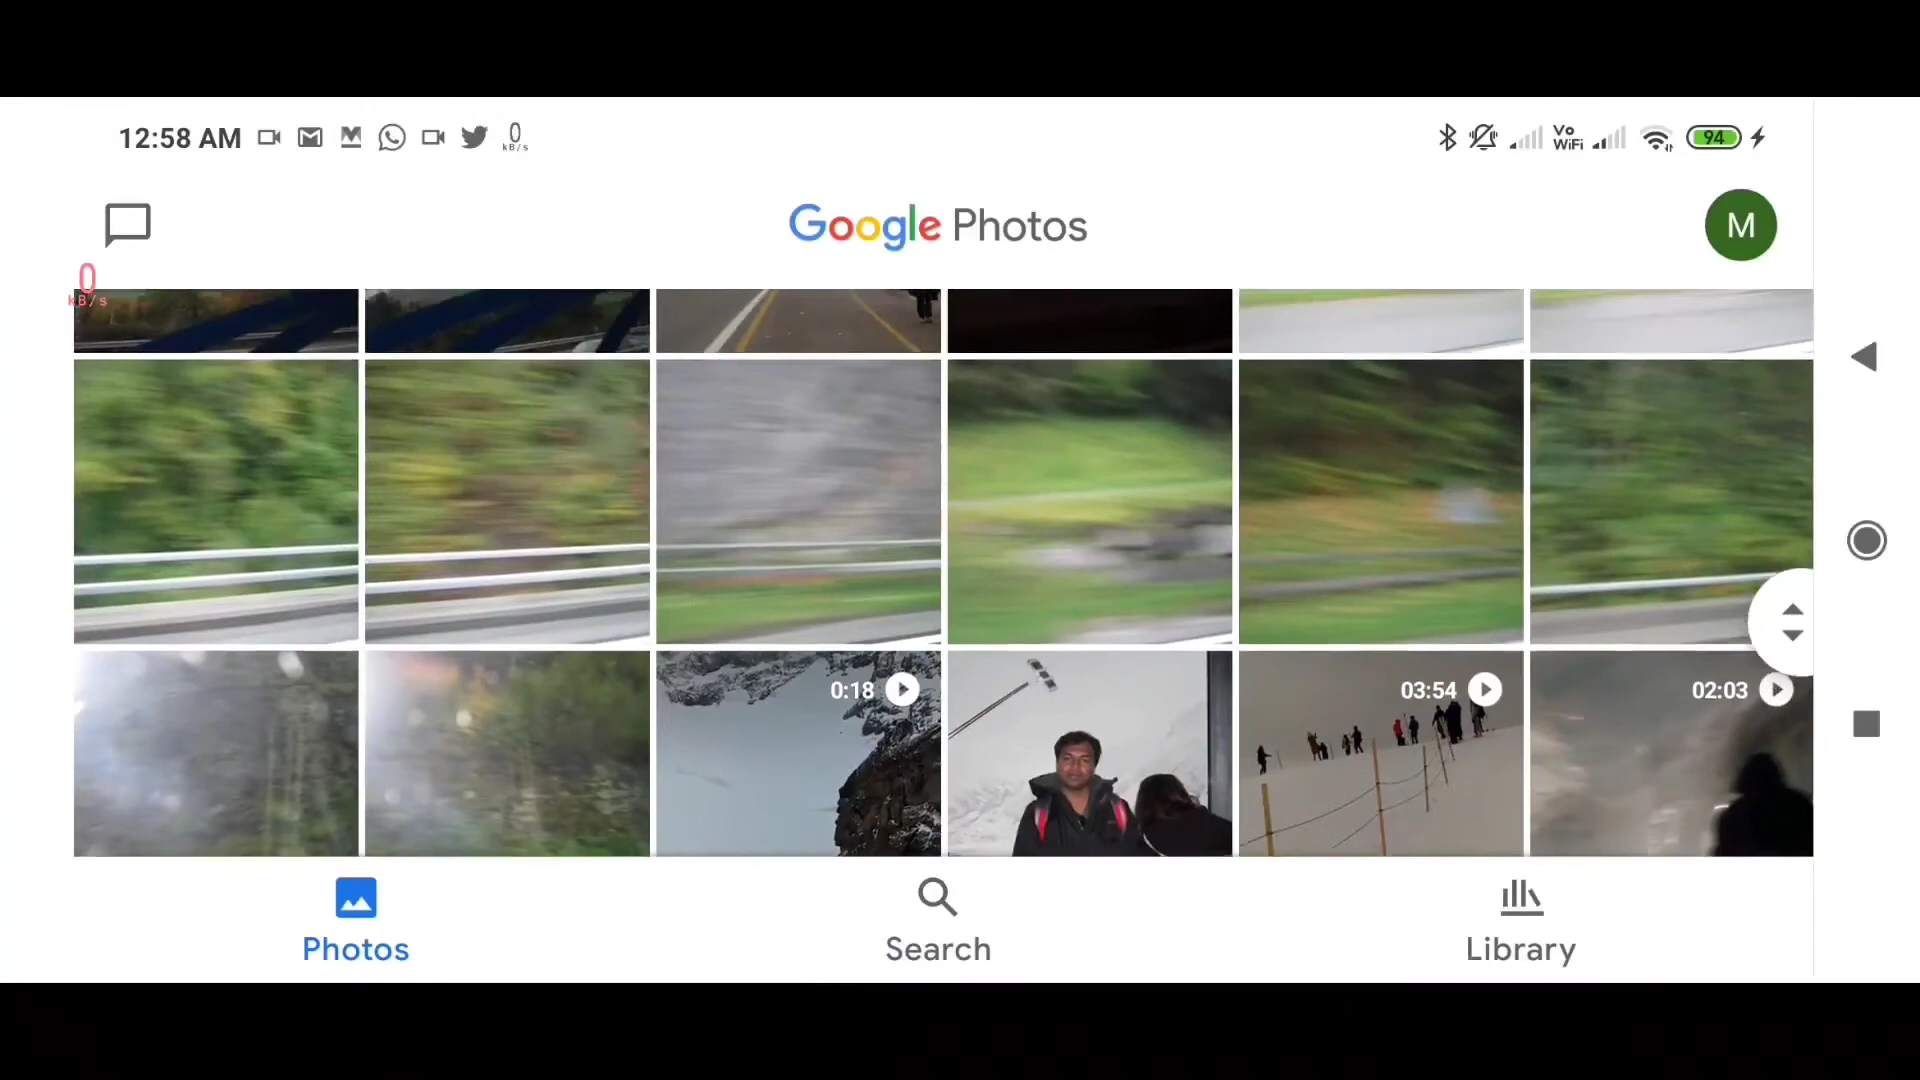 12:58 AM
0
kB/s
Vo
WiFi
94
Google Photos
M
0
kB/s
0:18
03:54
02:03
Photos
Search
Library